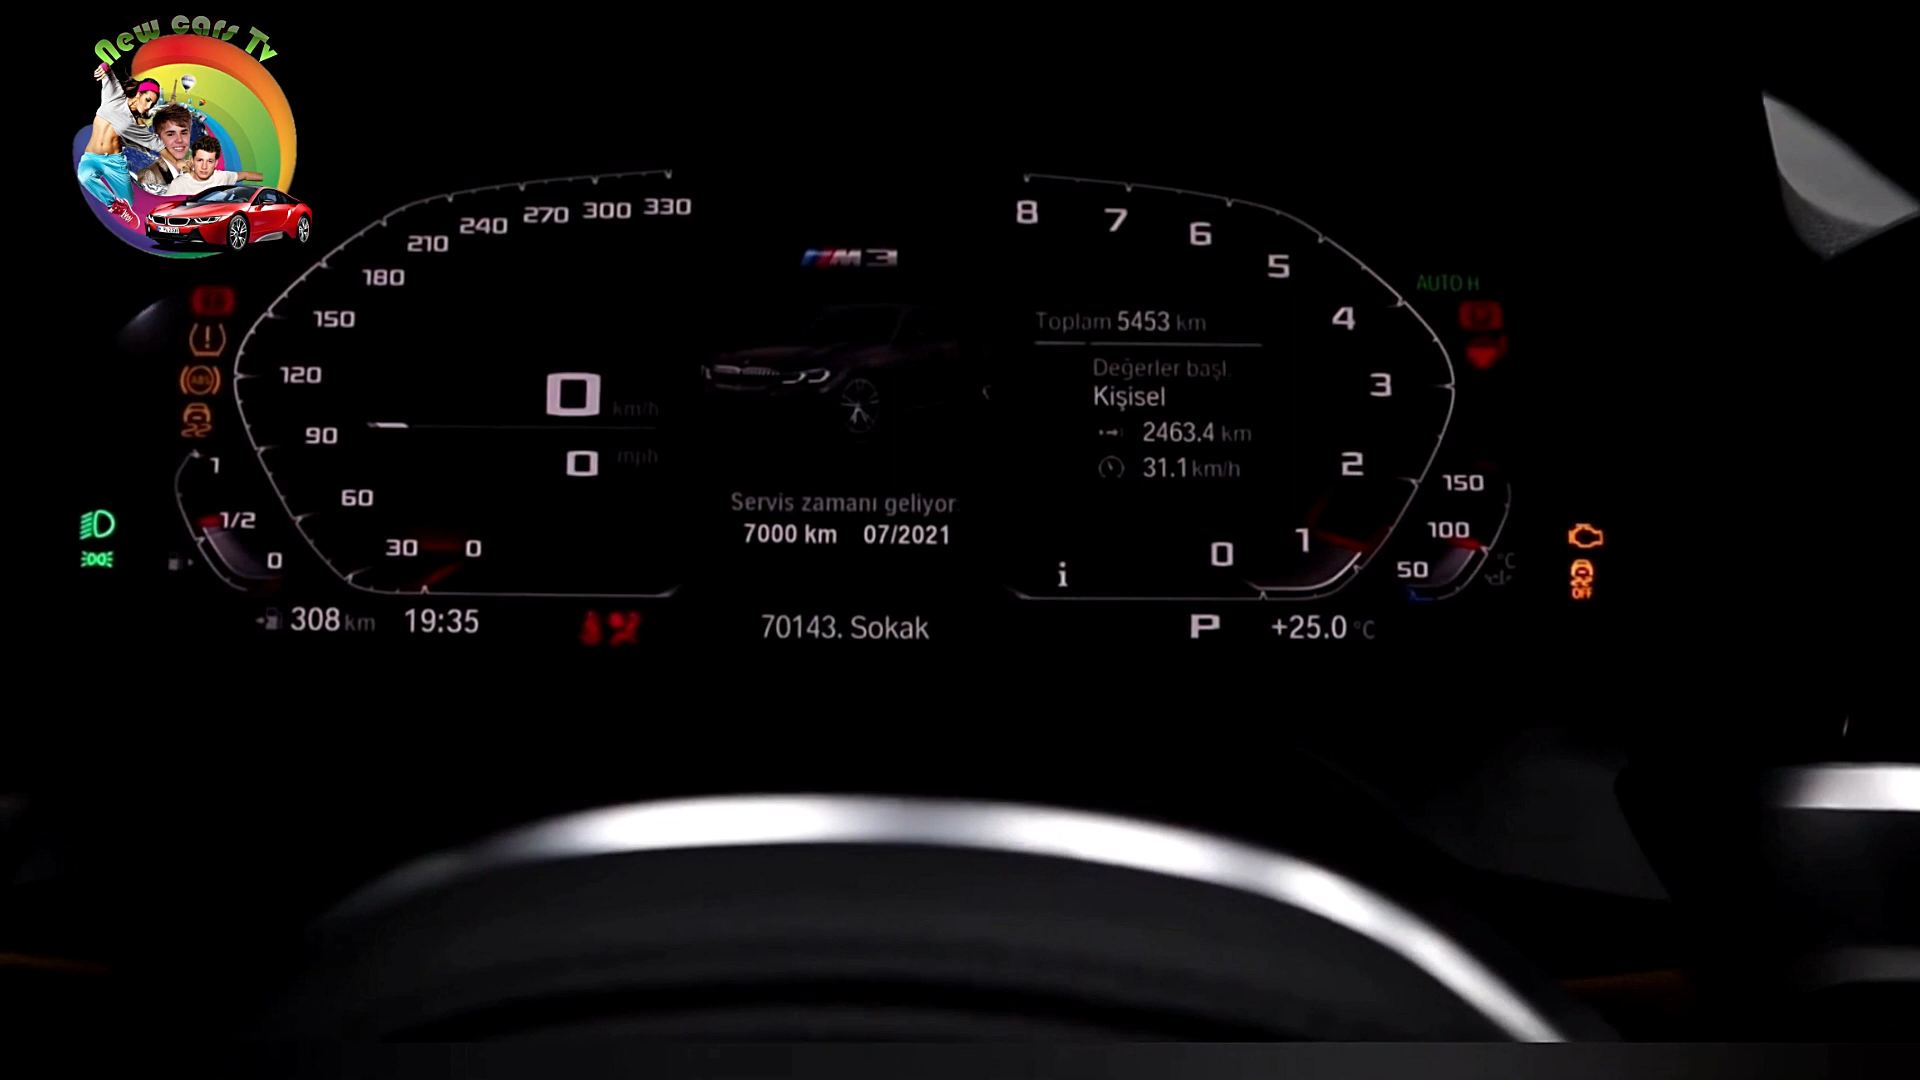 New cars Tv
330
300
270
240
210
180
150
120
90
60
30
0
0 km/h
0 mph
1
1/2
0
308 km
19:35
M3
Servis zamanı geliyor
7000 km 07/2021
70143. Sokak
8
7
6
5
4
3
2
1
0
Toplam 5453 km
Değerler başl.
Kişisel
2463.4 km
31.1 km/h
i
P
+25.0 °C
AUTO H
150
100
50
°C
ABS
OFF